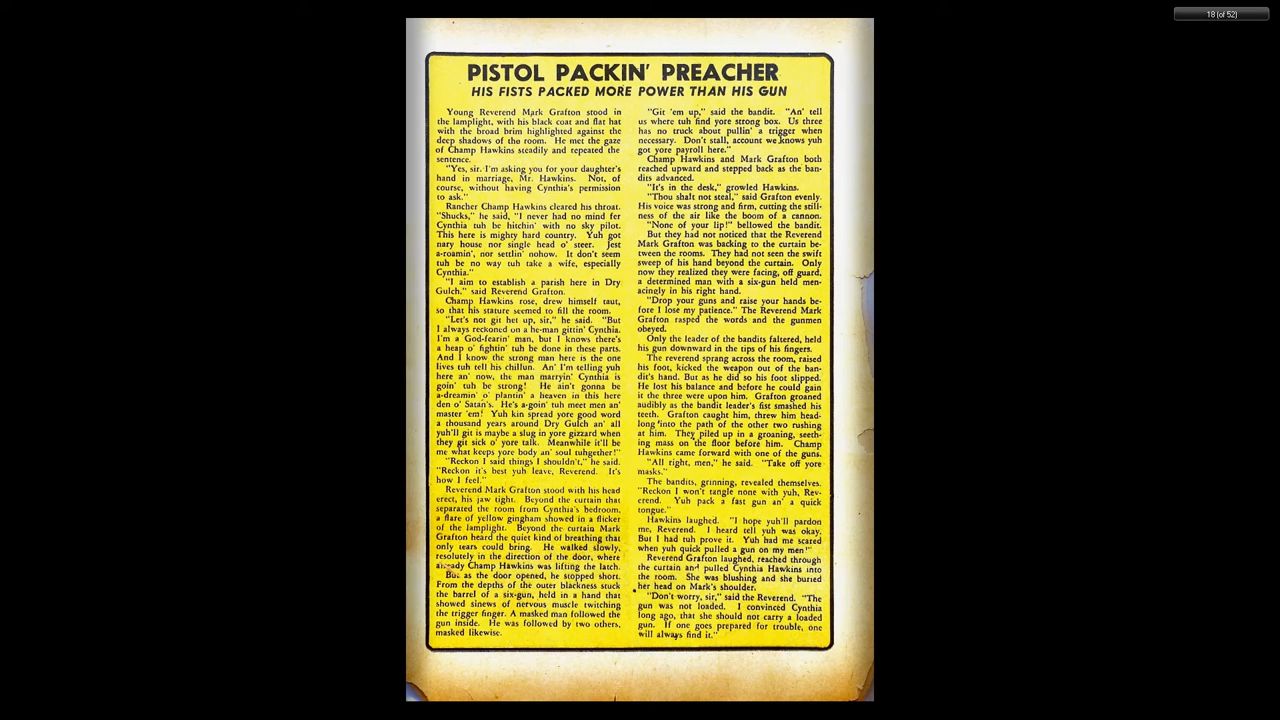 18 (of 52)
PISTOL PACKIN' PREACHER
HIS FISTS PACKED MORE POWER THAN HIS GUN
Young Reverend Mark Grafton stood in
the lamplight, with his black coat and flat hat
with the broad brim highlighted against the
deep shadows of the room. He met the gaze
of Champ Hawkins steadily and repeated the
sentence.
"Yes, sir. I'm asking you for your daughter's
hand in marriage, Mr. Hawkins. Not, of
course, without having Cynthia's permission
to ask."
Rancher Champ Hawkins cleared his throat.
"Shucks," he said, "I never had no mind fer
Cynthia tuh be hitchin' with no sky pilot.
This here is mighty hard country. Yuh got
nary house nor single head o' steer. Jest
a-roamin', nor settlin' nohow. It don't seem
tuh be no way tuh take a wife, especially
Cynthia."
"I aim to establish a parish here in Dry
Gulch," said Reverend Grafton.
Champ Hawkins rose, drew himself taut,
so that his stature seemed to fill the room.
"Let's not git het up, sir," he said. "But
I always reckoned on a he-man gittin' Cynthia.
I'm a God-fearin' man, but I knows there's
a heap o' fightin' tuh be done in these parts.
And I know the strong man here is the one
lives tuh tell his chillun. An' I'm telling yuh
here an' now, the man marryin' Cynthia is
goin' tuh be strong! He ain't gonna be
a-dreamin' o' plantin' a heaven in this here
den o' Satan's. He's a-goin' tuh meet men an'
master 'em! Yuh kin spread yore good word
a thousand years around Dry Gulch an' all
yuh'll git is maybe a slug in yore gizzard when
they git sick o' yore talk. Meanwhile it'll be
me what keeps yore body an' soul tuhgether!"
"Reckon I said things I shouldn't," he said.
"Reckon it's best yuh leave, Reverend. It's
how I feel."
Reverend Mark Grafton stood with his head
erect, his jaw tight. Beyond the curtain that
separated the room from Cynthia's bedroom,
a flare of yellow gingham showed in a flicker
of the lamplight. Beyond the curtain Mark
Grafton heard the quiet kind of breathing that
only tears could bring. He walked slowly,
resolutely in the direction of the door, where
already Champ Hawkins was lifting the latch.
But as the door opened, he stopped short.
From the depths of the outer blackness stuck
the barrel of a six-gun, held in a hand that
showed sinews of nervous muscle twitching
the trigger finger. A masked man followed the
gun inside. He was followed by two others,
masked likewise.
"Git 'em up," said the bandit. "An' tell
us where tuh find yore strong box. Us three
has no truck about pullin' a trigger when
necessary. Don't stall, account we knows yuh
got yore payroll here."
Champ Hawkins and Mark Grafton both
reached upward and stepped back as the ban-
dits advanced.
"It's in the desk," growled Hawkins.
"Thou shalt not steal," said Grafton evenly.
His voice was strong and firm, cutting the still-
ness of the air like the boom of a cannon.
"None of your lip!" bellowed the bandit.
But they had not noticed that the Reverend
Mark Grafton was backing to the curtain be-
tween the rooms. They had not seen the swift
sweep of his hand beyond the curtain. Only
now they realized they were facing, off guard,
a determined man with a six-gun held men-
acingly in his right hand.
"Drop your guns and raise your hands be-
fore I lose my patience." The Reverend Mark
Grafton rasped the words and the gunmen
obeyed.
Only the leader of the bandits faltered, held
his gun downward in the tips of his fingers.
The reverend sprang across the room, raised
his foot, kicked the weapon out of the ban-
dit's hand. But as he did so his foot slipped.
He lost his balance and before he could gain
it the three were upon him. Grafton groaned
audibly as the bandit leader's fist smashed his
teeth. Grafton caught him, threw him head-
long into the path of the other two rushing
at him. They piled up in a groaning, seeth-
ing mass on the floor before him. Champ
Hawkins came forward with one of the guns.
"All right, men," he said. "Take off yore
masks."
The bandits, grinning, revealed themselves.
"Reckon I won't tangle none with yuh, Rev-
erend. Yuh pack a fast gun an' a quick
tongue."
Hawkins laughed. "I hope yuh'll pardon
me, Reverend. I heard tell yuh was okay.
But I had tuh prove it. Yuh had me scared
when yuh quick pulled a gun on my men!"
Reverend Grafton laughed, reached through
the curtain and pulled Cynthia Hawkins into
the room. She was blushing and she buried
her head on Mark's shoulder.
"Don't worry, sir," said the Reverend. "The
gun was not loaded. I convinced Cynthia
long ago, that she should not carry a loaded
gun. If one goes prepared for trouble, one
will always find it."